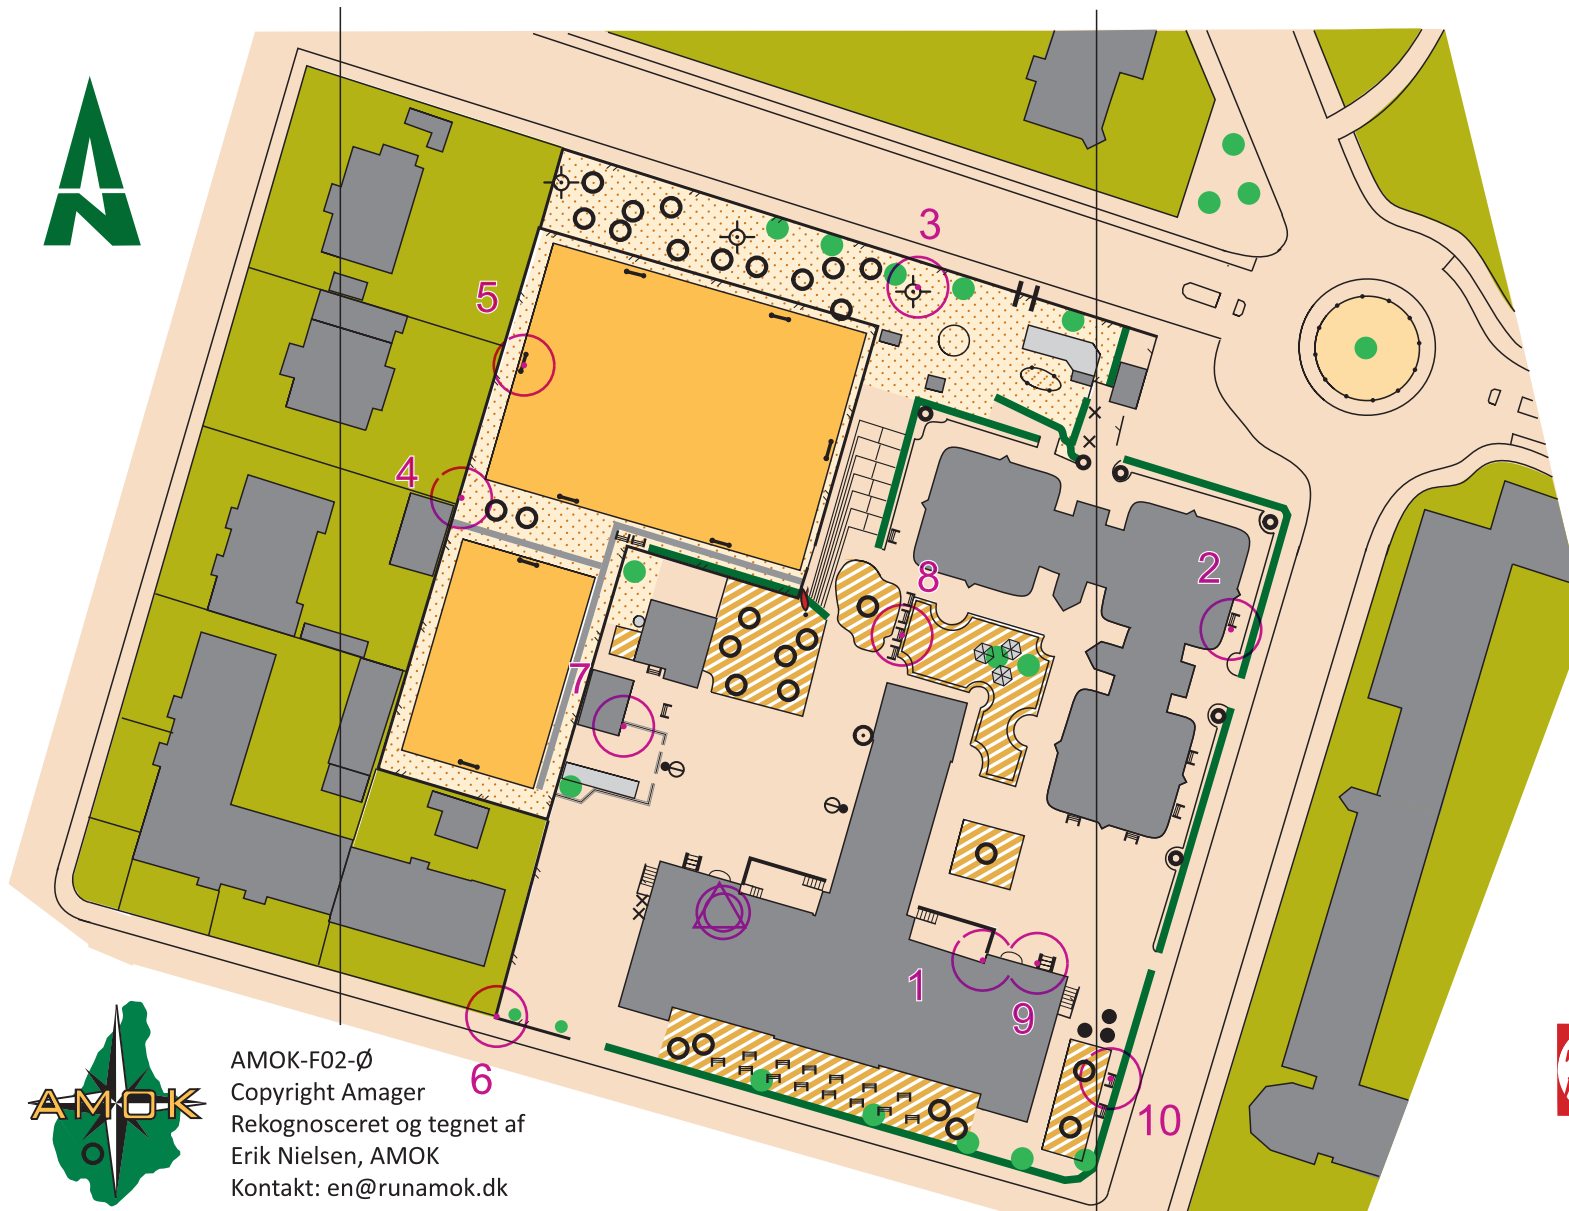 3
5
4
8
2
7
1
9
6
10
AMOK
AMOK-F02-Ø
Copyright Amager
Rekognosceret og tegnet af
Erik Nielsen, AMOK
Kontakt: en@runamok.dk